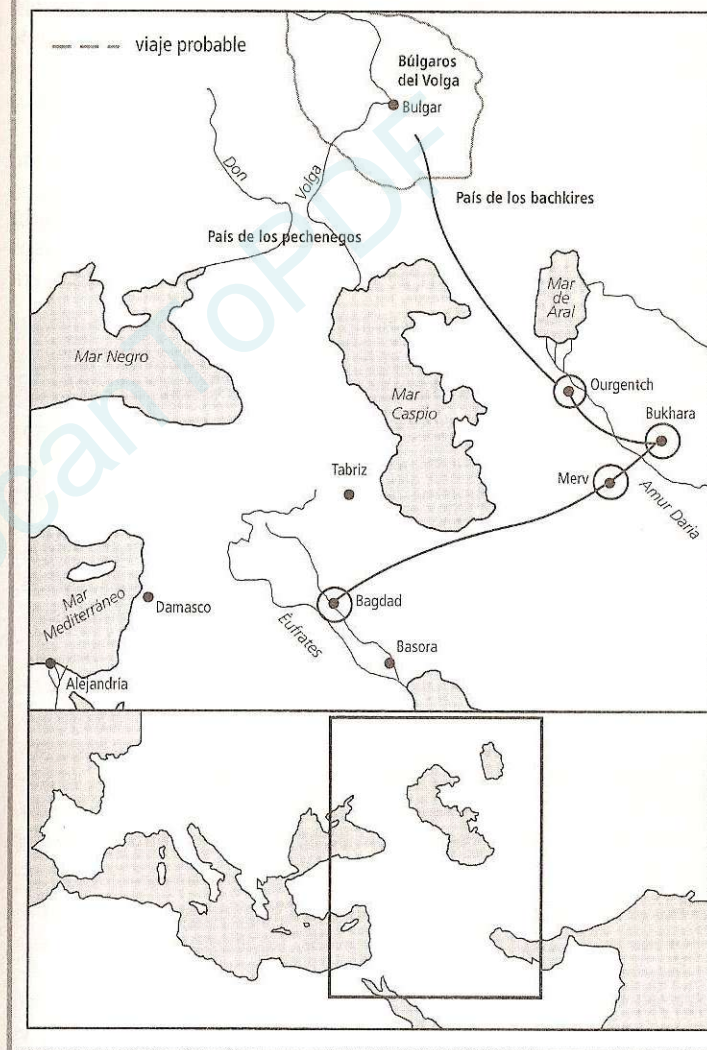 viaje probable
Búlgaros
del Volga
Bulgar
Don
Volga
País de los bachkires
País de los pechenegos
Mar
de
Aral
Mar Negro
Mar
Caspio
Ourgentch
Bukhara
Tabriz
Merv
Amur Daria
Mar
Mediterráneo
Damasco
Bagdad
Éufrates
Basora
Alejandría
ScanToPDF